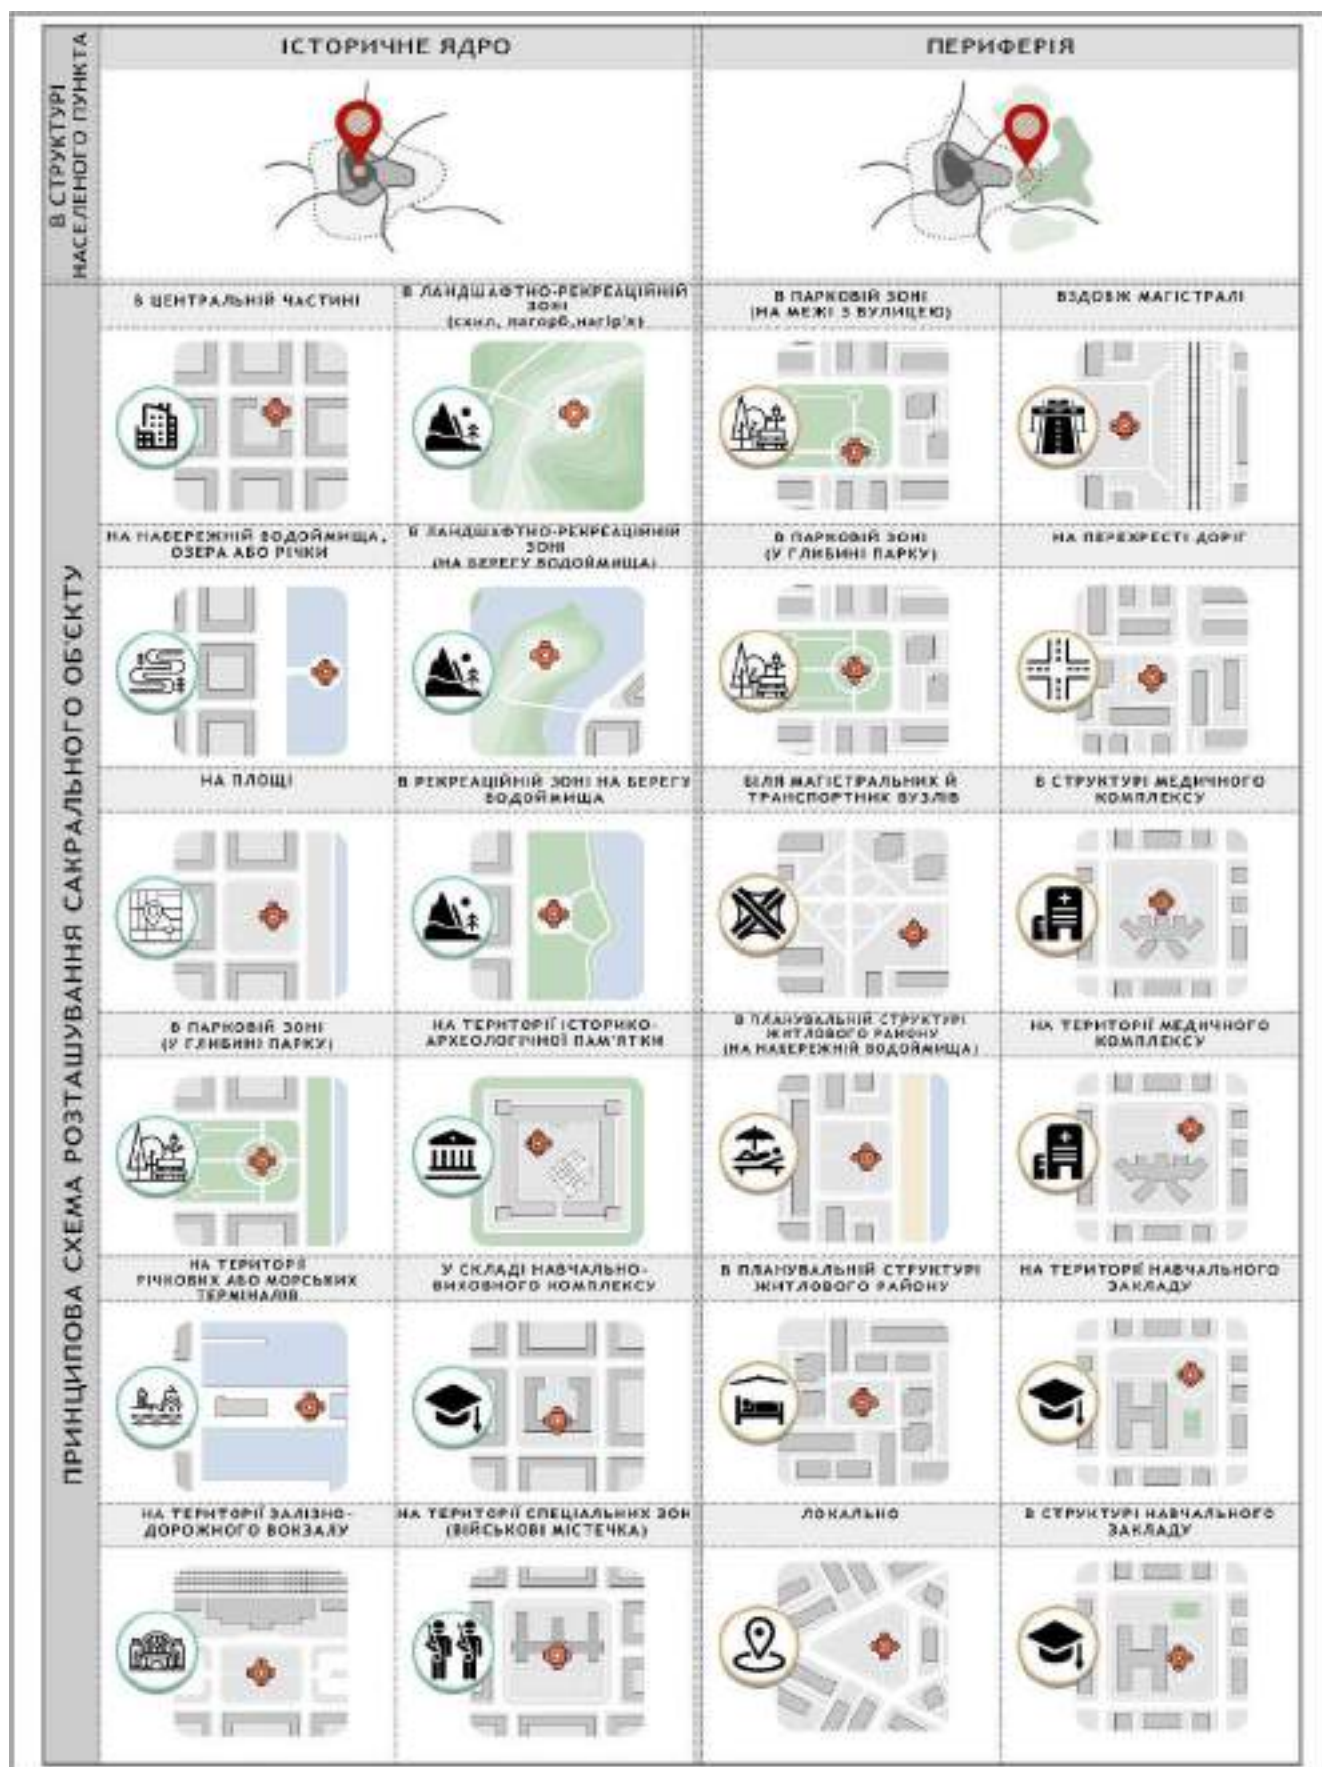 ІСТОРИЧНЕ ЯДРО
ПЕРИФЕРІЯ
В СТРУКТУРІ
НАСЕЛЕНОГО ПУНКТА
ПРИНЦИПОВА СХЕМА РОЗТАШУВАННЯ САКРАЛЬНОГО ОБ'ЄКТУ
В ЦЕНТРАЛЬНІЙ ЧАСТИНІ
В ЛАНДШАФТНО-РЕКРЕАЦІЙНІЙ
ЗОНІ
(схил, пагорб,нагір'я)
В ПАРКОВІЙ ЗОНІ
(НА МЕЖІ З ВУЛИЦЕЮ)
ВЗДОВЖ МАГІСТРАЛІ
НА НАБЕРЕЖНІЙ ВОДОЙМИЩА,
ОЗЕРА АБО РІЧКИ
В ЛАНДШАФТНО-РЕКРЕАЦІЙНІЙ
ЗОНІ
(НА БЕРЕГУ ВОДОЙМИЩА)
В ПАРКОВІЙ ЗОНІ
(У ГЛИБИНІ ПАРКУ)
НА ПЕРЕХРЕСТІ ДОРІГ
НА ПЛОЩІ
В РЕКРЕАЦІЙНІЙ ЗОНІ НА БЕРЕГУ
ВОДОЙМИЩА
БІЛЯ МАГІСТРАЛЬНИХ Й
ТРАНСПОРТНИХ ВУЗЛІВ
В СТРУКТУРІ МЕДИЧНОГО
КОМПЛЕКСУ
В ПАРКОВІЙ ЗОНІ
(У ГЛИБИНІ ПАРКУ)
НА ТЕРИТОРІЇ ІСТОРИКО-
АРХЕОЛОГІЧНОЇ ПАМ'ЯТКИ
В ПЛАНУВАЛЬНІЙ СТРУКТУРІ
ЖИТЛОВОГО РАЙОНУ
(НА НАБЕРЕЖНІЙ ВОДОЙМИЩА)
НА ТЕРИТОРІЇ МЕДИЧНОГО
КОМПЛЕКСУ
НА ТЕРИТОРІЇ
РІЧКОВИХ АБО МОРСЬКИХ
ТЕРМІНАЛІВ
У СКЛАДІ НАВЧАЛЬНО-
ВИХОВНОГО КОМПЛЕКСУ
В ПЛАНУВАЛЬНІЙ СТРУКТУРІ
ЖИТЛОВОГО РАЙОНУ
НА ТЕРИТОРІЇ НАВЧАЛЬНОГО
ЗАКЛАДУ
НА ТЕРИТОРІЇ ЗАЛІЗНО-
ДОРОЖНОГО ВОКЗАЛУ
НА ТЕРИТОРІЇ СПЕЦІАЛЬНИХ ЗОН
(ВІЙСЬКОВІ МІСТЕЧКА)
ЛОКАЛЬНО
В СТРУКТУРІ НАВЧАЛЬНОГО
ЗАКЛАДУ